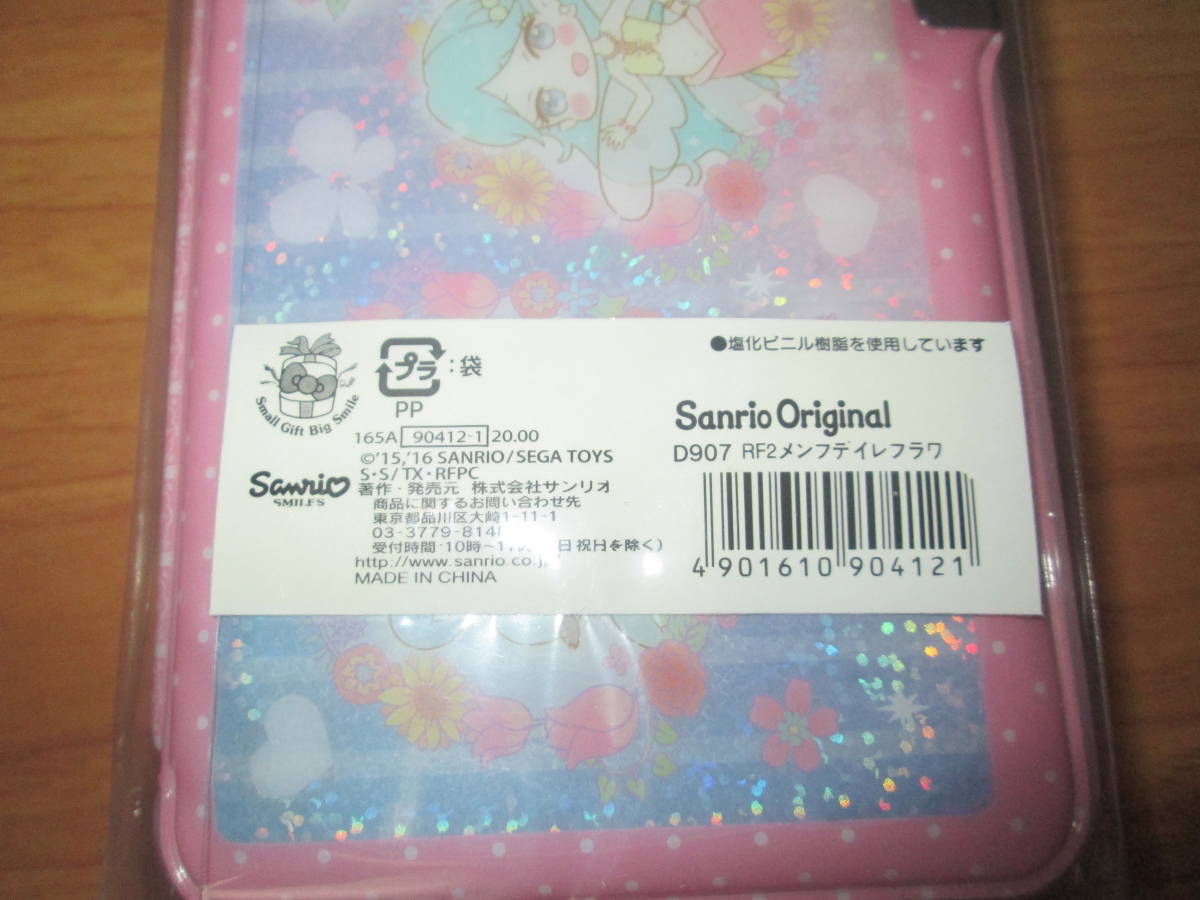 Small Gift Big Smile
プラ :袋
PP
●塩化ビニル樹脂を使用しています
165A 90412-1 20.00
©'15,'16 SANRIO/SEGA TOYS
S・S/TX・RFPC
Sanrio
SMILES
著作・発売元 株式会社サンリオ
商品に関するお問い合わせ先
東京都品川区大崎1-11-1
03-3779-8148
受付時間 10時~17 日祝日を除く)
http://www.sanrio.co.jp/
MADE IN CHINA
Sanrio Original
D907 RF2メンフデイレフラワ
4 901610 904121